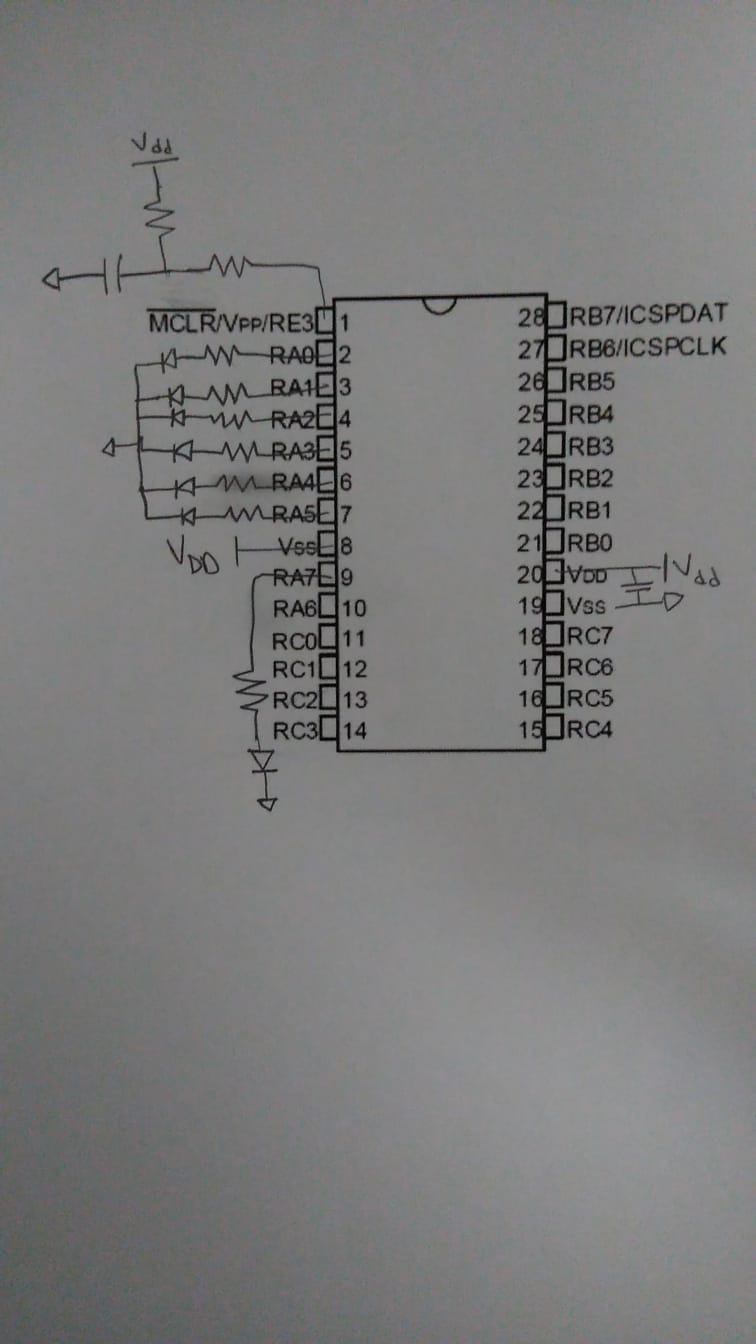 Vdd
MCLR/VPP/RE3 1 28 RB7/ICSPDAT
RA0 2 27 RB6/ICSPCLK
RA1 3 26 RB5
RA2 4 25 RB4
RA3 5 24 RB3
RA4 6 23 RB2
RA5 7 22 RB1
VDD Vss 8 21 RB0
RA7 9 20 VDD Vdd
RA6 10 19 Vss
RC0 11 18 RC7
RC1 12 17 RC6
RC2 13 16 RC5
RC3 14 15 RC4